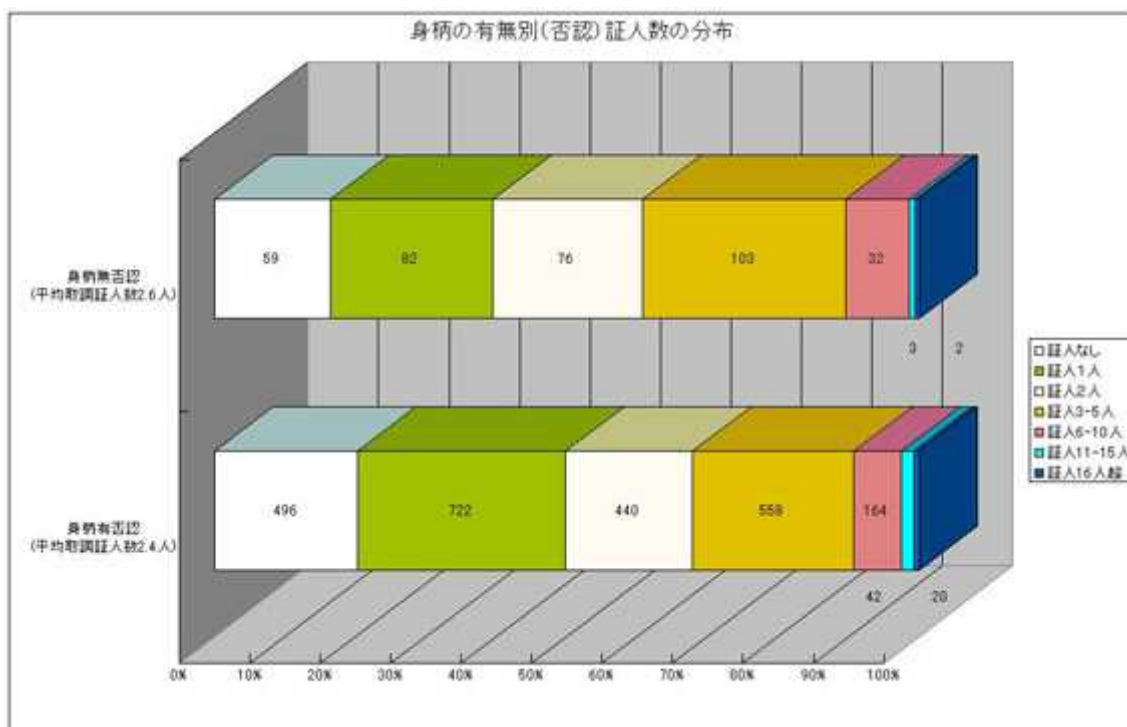 身柄の有無別(否認)証人数の分布
59 82 76 103 32
身柄無否認
(平均取調証人数2.6人)
3 2
証人なし
証人1人
証人2人
証人3-5人
証人6-10人
証人11-15人
証人16人超
496 722 440 558 164
身柄有否認
(平均取調証人数2.4人)
42 20
0% 10% 20% 30% 40% 50% 60% 70% 80% 90% 100%